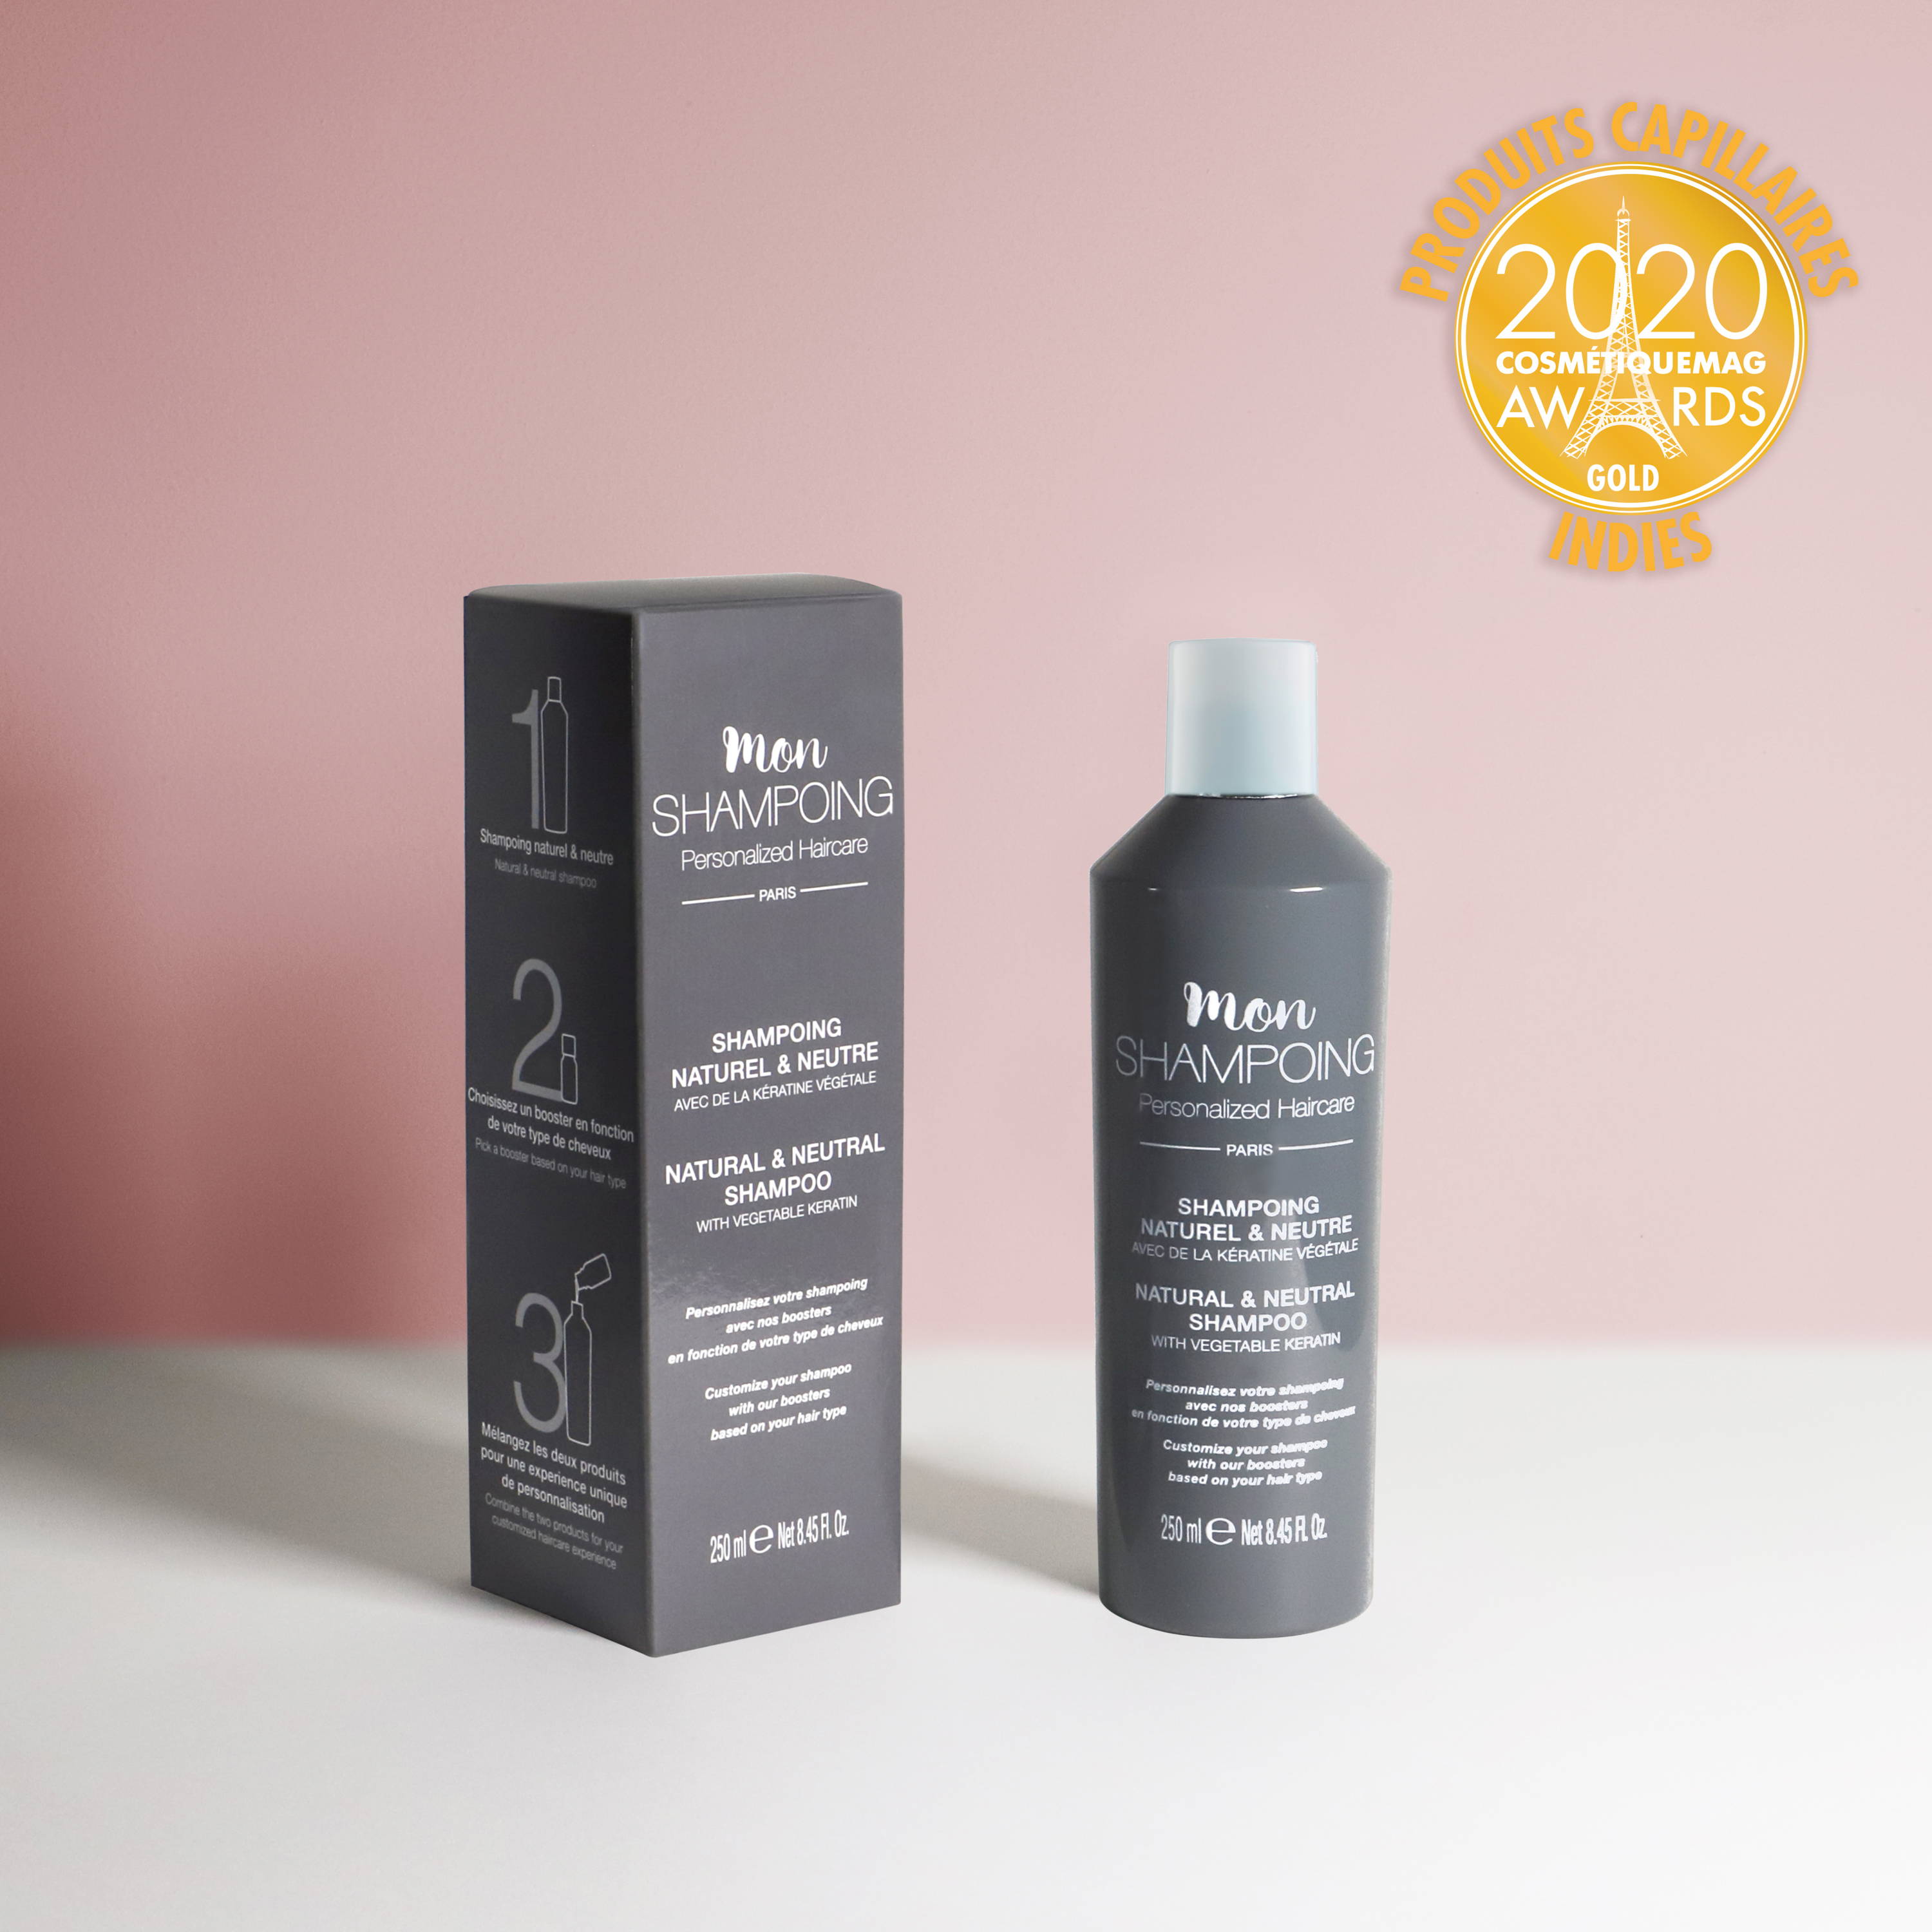 PRODUITS CAPILLAIRES
2020
COSMÉTIQUEMAG
AWARDS
GOLD
INDIES
1
Shampoing naturel & neutre
Natural & neutral shampoo
2
Choisissez un booster en fonction
de votre type de cheveux
Pick a booster based on your hair type
3
Mélangez les deux produits
pour une experience unique
de personnalisation
Combine the two products for your
customized haircare experience
Mon
SHAMPOING
Personalized Haircare
PARIS
SHAMPOING
NATUREL & NEUTRE
AVEC DE LA KÉRATINE VÉGÉTALE
NATURAL & NEUTRAL
SHAMPOO
WITH VEGETABLE KERATIN
Personnalisez votre shampoing
avec nos boosters
en fonction de votre type de cheveux
Customize your shampoo
with our boosters
based on your hair type
250 ml e Net 8.45 Fl. Oz.
Mon
SHAMPOING
Personalized Haircare
PARIS
SHAMPOING
NATUREL & NEUTRE
AVEC DE LA KÉRATINE VÉGÉTALE
NATURAL & NEUTRAL
SHAMPOO
WITH VEGETABLE KERATIN
Personnalisez votre shampoing
avec nos boosters
en fonction de votre type de cheveux
Customize your shampoo
with our boosters
based on your hair type
250 ml e Net 8.45 Fl. Oz.